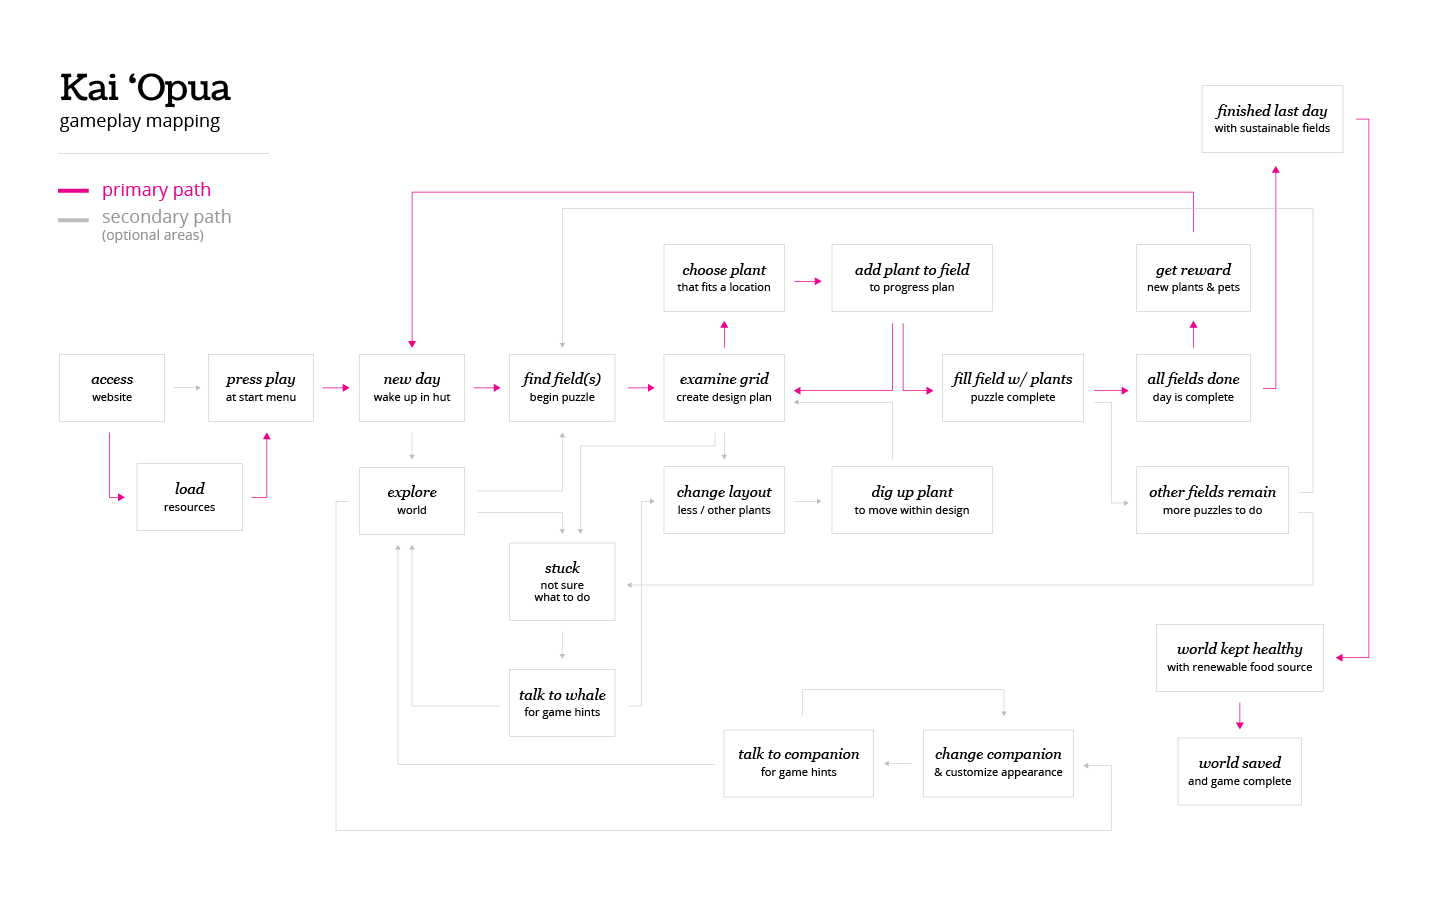 Kai ‘Opua
gameplay mapping
primary path
secondary path
(optional areas)
finished last day
with sustainable fields
choose plant
that fits a location
add plant to field
to progress plan
get reward
new plants & pets
access
website
press play
at start menu
new day
wake up in hut
find field(s)
begin puzzle
examine grid
create design plan
fill field w/ plants
puzzle complete
all fields done
day is complete
load
resources
explore
world
change layout
less / other plants
dig up plant
to move within design
other fields remain
more puzzles to do
stuck
not sure
what to do
world kept healthy
with renewable food source
talk to whale
for game hints
talk to companion
for game hints
change companion
& customize appearance
world saved
and game complete